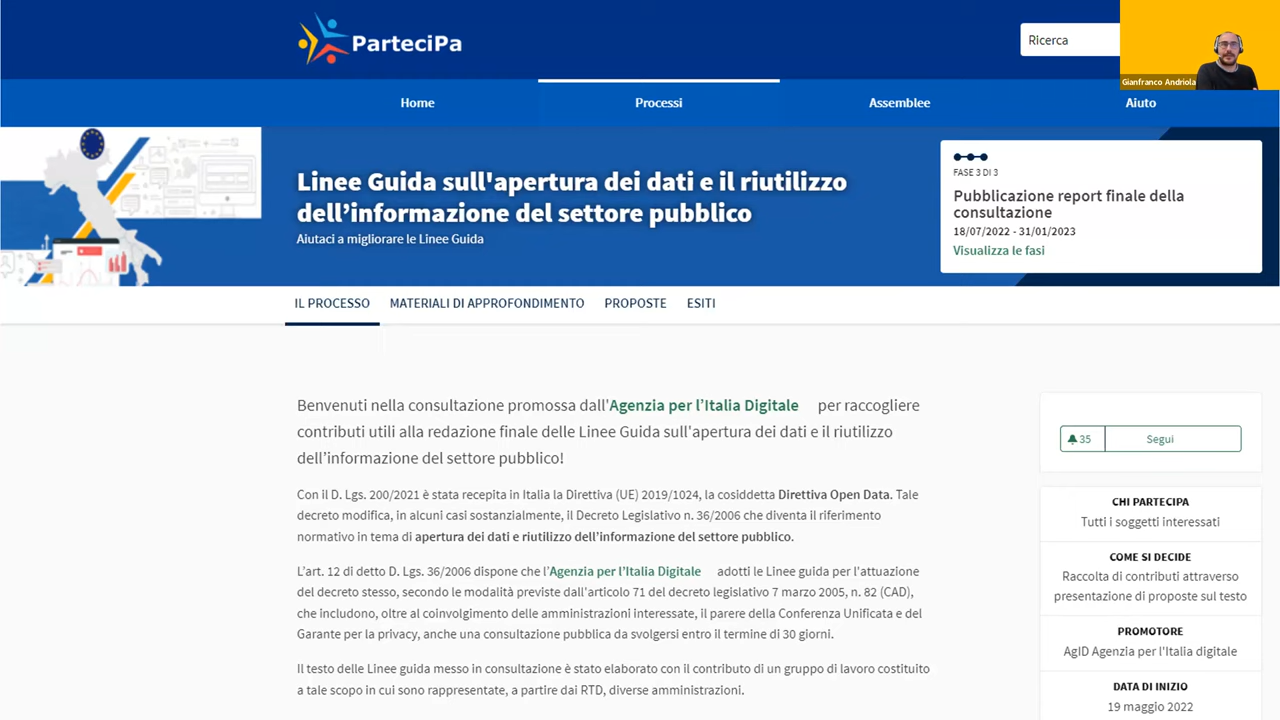 ParteciPa
Ricerca
Gianfranco Andriola
Home
Processi
Assemblee
Aiuto
Linee Guida sull'apertura dei dati e il riutilizzo
dell’informazione del settore pubblico
Aiutaci a migliorare le Linee Guida
FASE 3 DI 3
Pubblicazione report finale della
consultazione
18/07/2022 - 31/01/2023
Visualizza le fasi
IL PROCESSO
MATERIALI DI APPROFONDIMENTO
PROPOSTE
ESITI
Benvenuti nella consultazione promossa dall'Agenzia per l’Italia Digitale per raccogliere
contributi utili alla redazione finale delle Linee Guida sull'apertura dei dati e il riutilizzo
dell’informazione del settore pubblico!
Con il D. Lgs. 200/2021 è stata recepita in Italia la Direttiva (UE) 2019/1024, la cosiddetta Direttiva Open Data. Tale
decreto modifica, in alcuni casi sostanzialmente, il Decreto Legislativo n. 36/2006 che diventa il riferimento
normativo in tema di apertura dei dati e riutilizzo dell’informazione del settore pubblico.
L’art. 12 di detto D. Lgs. 36/2006 dispone che l’Agenzia per l’Italia Digitale adotti le Linee guida per l'attuazione
del decreto stesso, secondo le modalità previste dall'articolo 71 del decreto legislativo 7 marzo 2005, n. 82 (CAD),
che includono, oltre al coinvolgimento delle amministrazioni interessate, il parere della Conferenza Unificata e del
Garante per la privacy, anche una consultazione pubblica da svolgersi entro il termine di 30 giorni.
Il testo delle Linee guida messo in consultazione è stato elaborato con il contributo di un gruppo di lavoro costituito
a tale scopo in cui sono rappresentate, a partire dai RTD, diverse amministrazioni.
35
Segui
CHI PARTECIPA
Tutti i soggetti interessati
COME SI DECIDE
Raccolta di contributi attraverso
presentazione di proposte sul testo
PROMOTORE
AgID Agenzia per l'Italia digitale
DATA DI INIZIO
19 maggio 2022